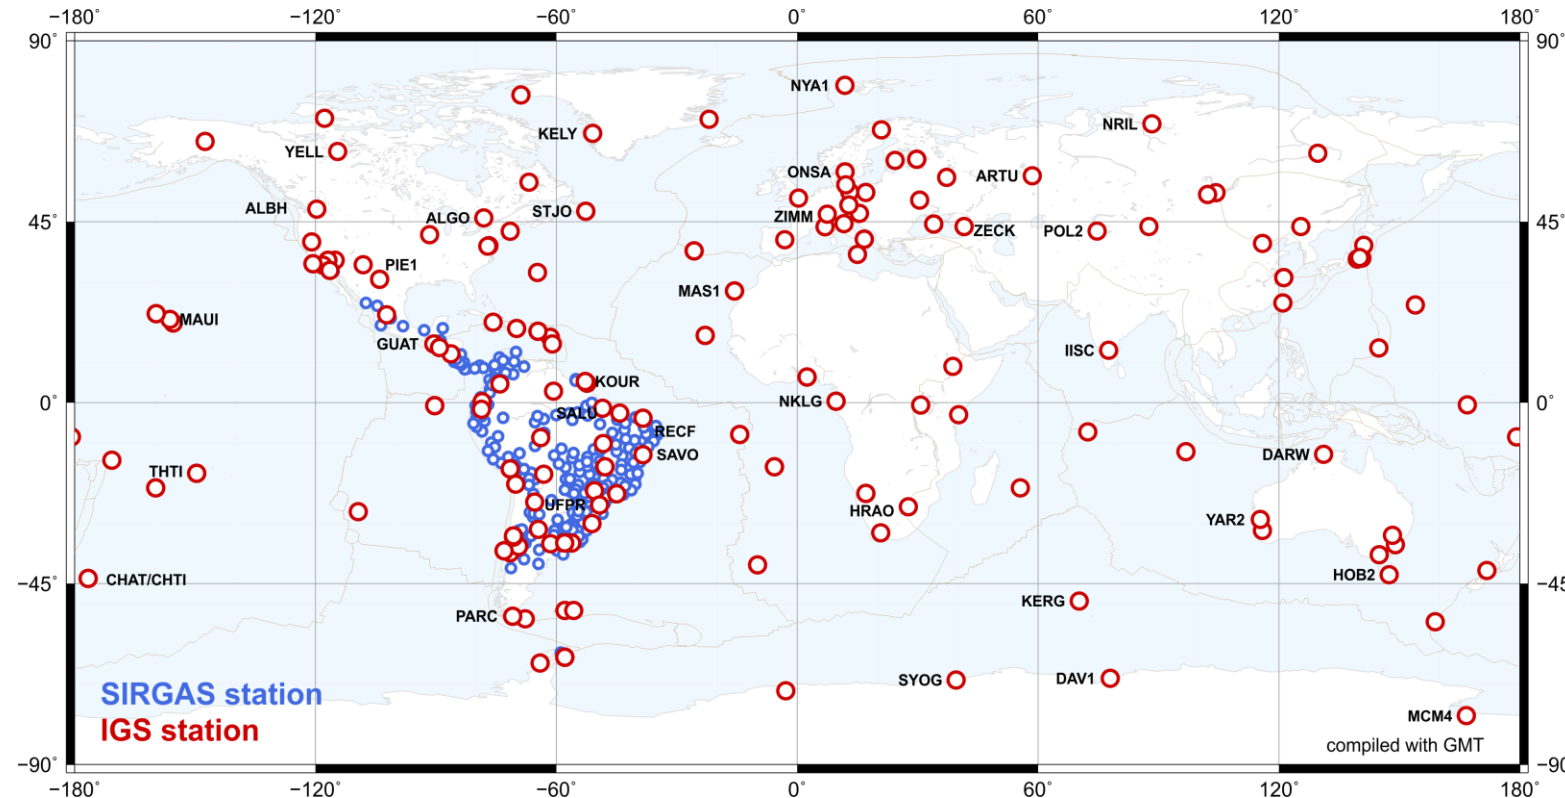 −180° −120° −60° 0° 60° 120° 180°
90° 90°
NYA1
NRIL
KELY
YELL
ONSA
ARTU
ALBH
STJO
ALGO
ZIMM
45° 45°
ZECK
POL2
PIE1
MAS1
MAUI
GUAT
IISC
KOUR
0° 0°
NKLG
SALU
RECF
SAVO
DARW
THTI
UFPR
HRAO
YAR2
HOB2
CHAT/CHTI
−45° −45
KERG
PARC
SYOG
DAV1
SIRGAS station
MCM4
IGS station
compiled with GMT
−90° −90
−180° −120° −60° 0° 60° 120° 180°